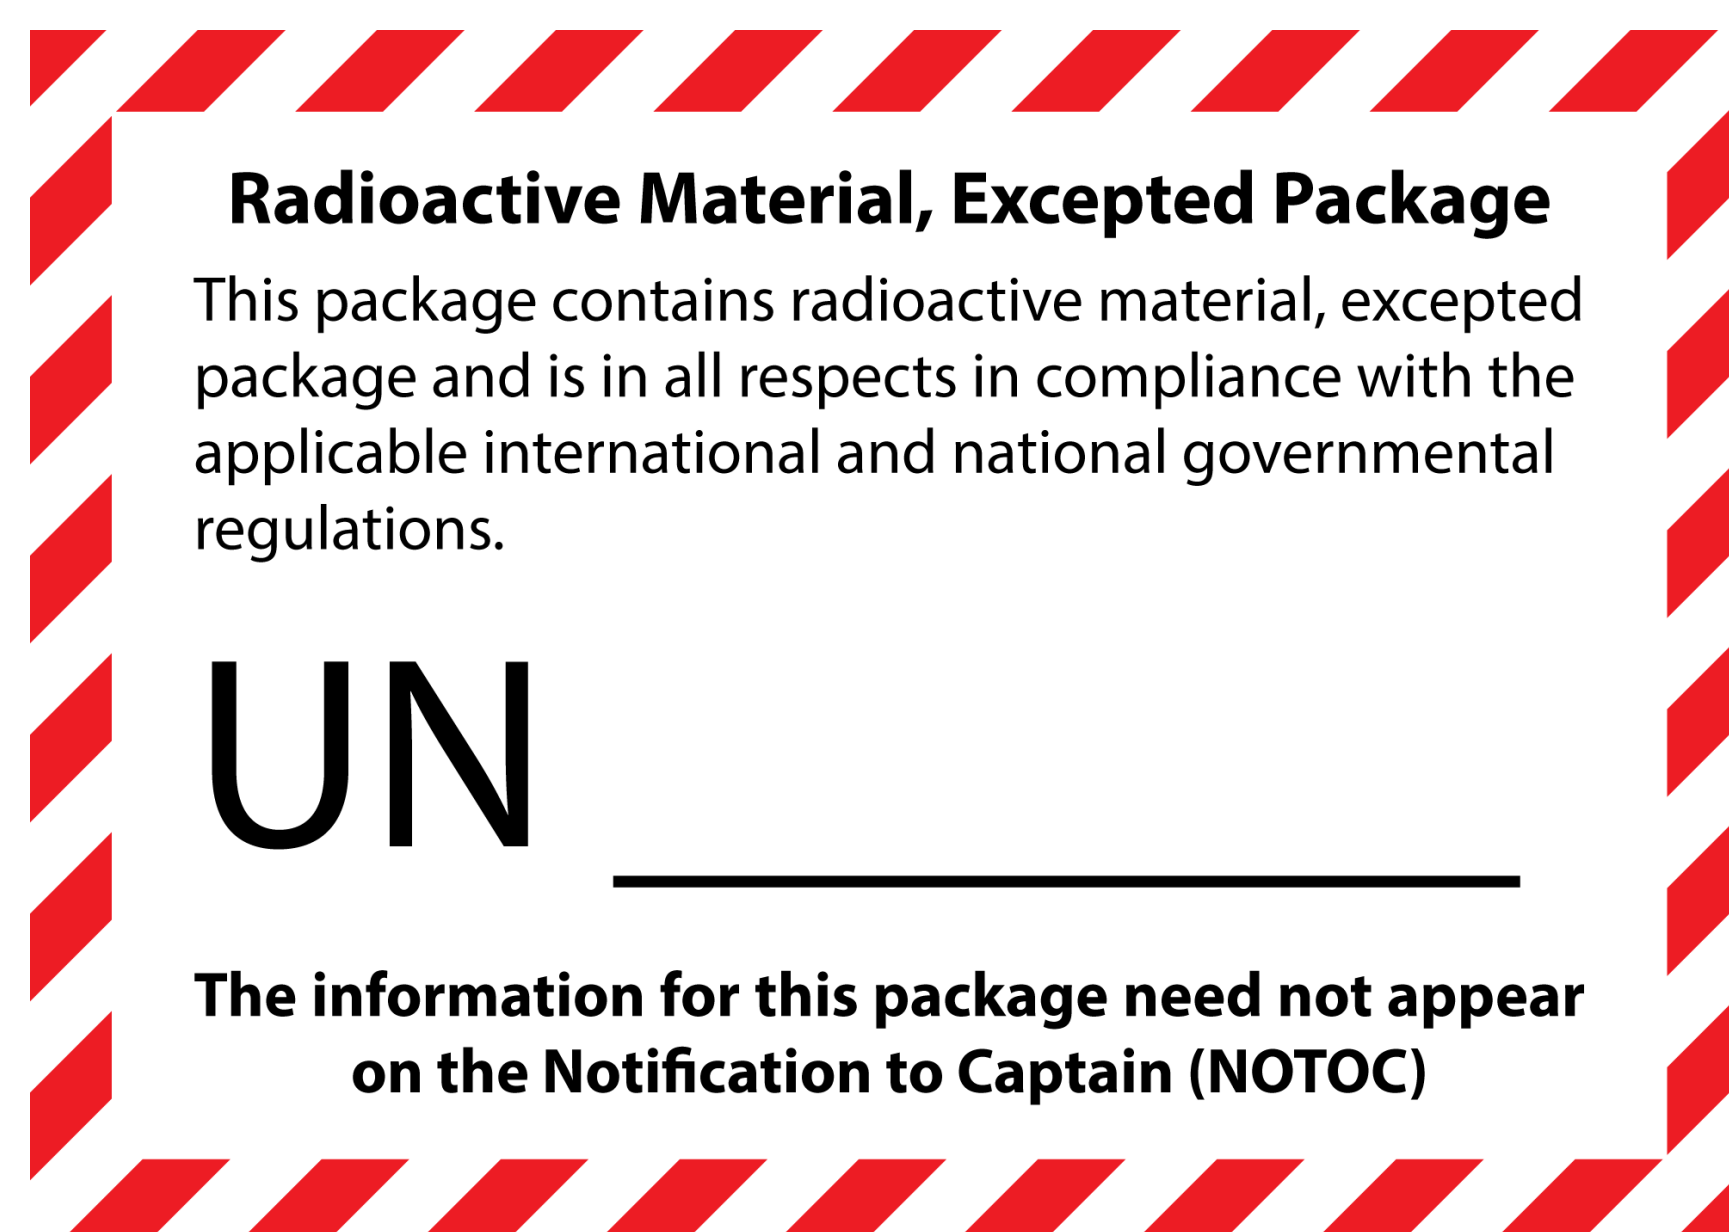 Radioactive Material, Excepted Package
This package contains radioactive material, excepted
package and is in all respects in compliance with the
applicable international and national governmental
regulations.
UN
The information for this package need not appear
on the Notification to Captain (NOTOC)